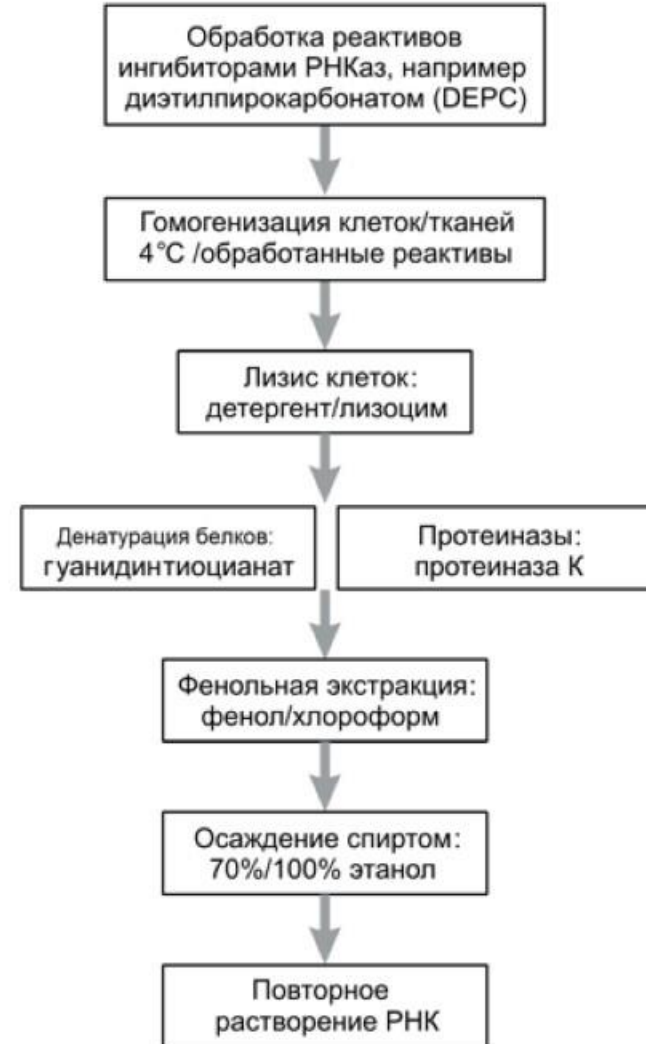 Обработка реактивов
ингибиторами РНКаз, например
диэтилпирокарбонатом (DEPC)
Гомогенизация клеток/тканей
4°C /обработанные реактивы
Лизис клеток:
детергент/лизоцим
Денатурация белков:
гуанидинтиоцианат
Протеиназы:
протеиназа К
Фенольная экстракция:
фенол/хлороформ
Осаждение спиртом:
70%/100% этанол
Повторное
растворение РНК